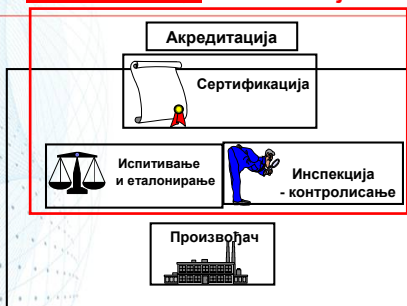 Акредитација
Сертификација
Испитивање
и еталонирање
Инспекција
- контролисање
Произвођач